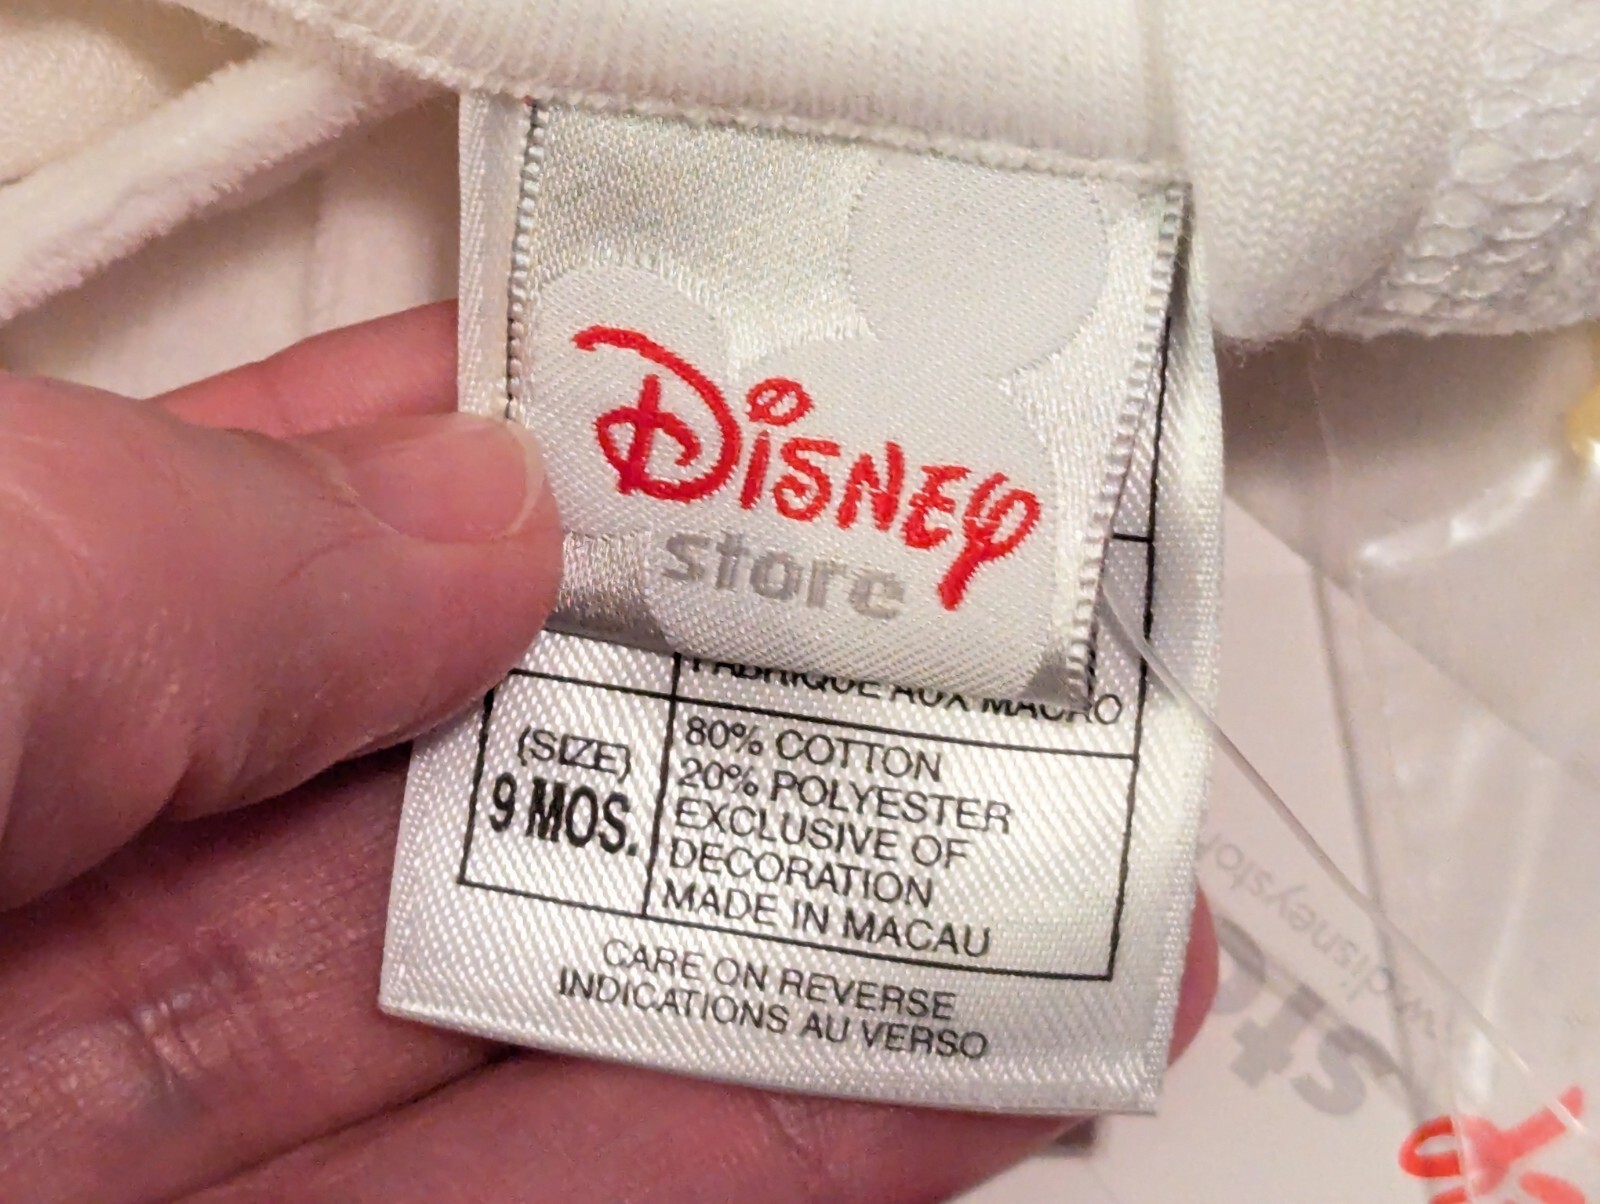 Disney
store
FABRIQUÉ AUX MACAO
(SIZE)
9 MOS.
80% COTTON
20% POLYESTER
EXCLUSIVE OF
DECORATION
MADE IN MACAU
CARE ON REVERSE
INDICATIONS AU VERSO